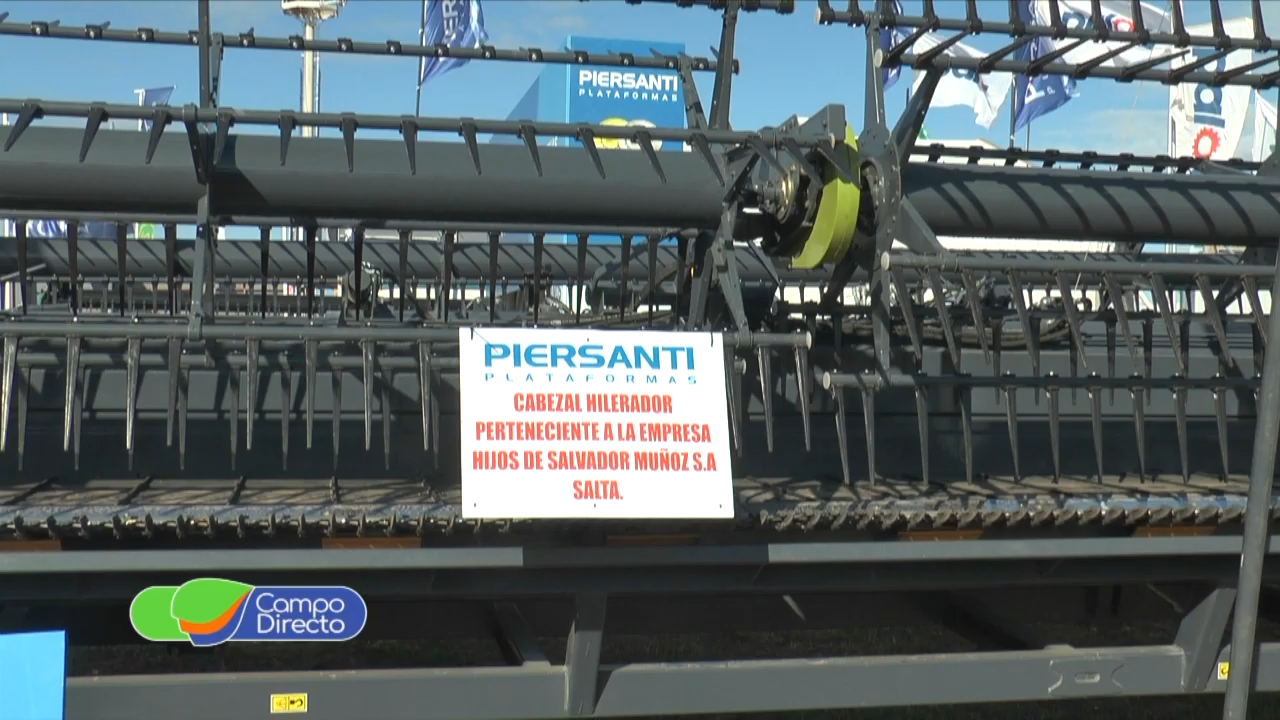 PIERSANTI
PLATAFORMAS
PIERSANTI
PLATAFORMAS
CABEZAL HILERADOR
PERTENECIENTE A LA EMPRESA
HIJOS DE SALVADOR MUÑOZ S.A
SALTA.
Campo
Directo